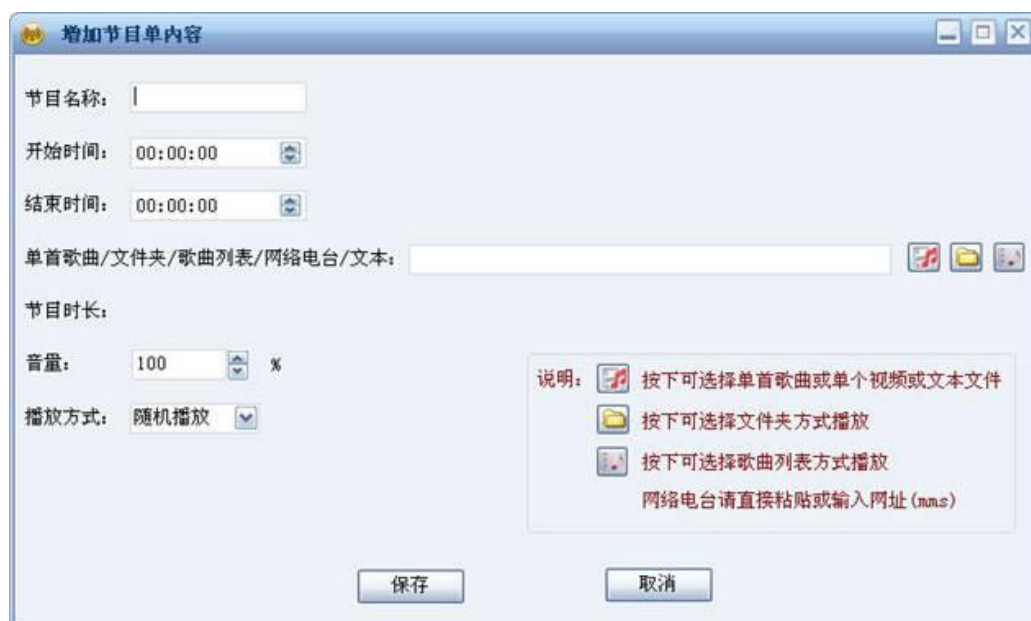 增加节目单内容
节目名称:
开始时间: 00:00:00
结束时间: 00:00:00
单首歌曲/文件夹/歌曲列表/网络电台/文本:
节目时长:
音量: 100 %
播放方式: 随机播放
说明: 按下可选择单首歌曲或单个视频或文本文件
按下可选择文件夹方式播放
按下可选择歌曲列表方式播放
网络电台请直接粘贴或输入网址(mms)
保存 取消